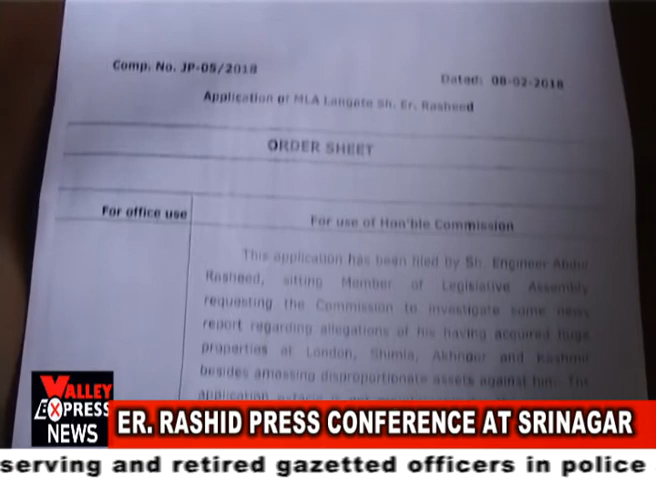 Comp. No. JP-05/2018
Dated: 08-02-2018
Application of MLA Langate Sh. Er. Rasheed
ORDER SHEET
For office use
For use of Hon'ble Commission
This application has been filed by Sh. Engineer Abdul
Rasheed, sitting Member of Legislative Assembly
requesting the Commission to investigate some news
report regarding allegations of his having acquired huge
properties at London, Shimla, Akhnoor and Kashmir
besides amassing disproportionate assets against him. The
application
VALLEY
EXPRESS
NEWS
ER. RASHID PRESS CONFERENCE AT SRINAGAR
serving and retired gazetted officers in police